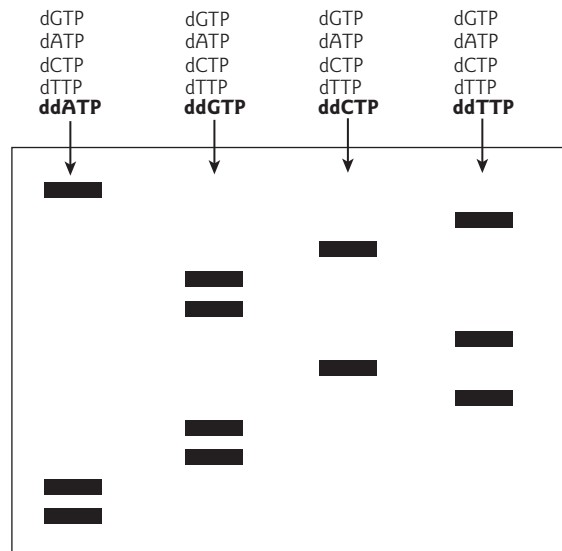 dGTP dGTP dGTP dGTP
dATP dATP dATP dATP
dCTP dCTP dCTP dCTP
dTTP dTTP dTTP dTTP
ddATP ddGTP ddCTP ddTTP